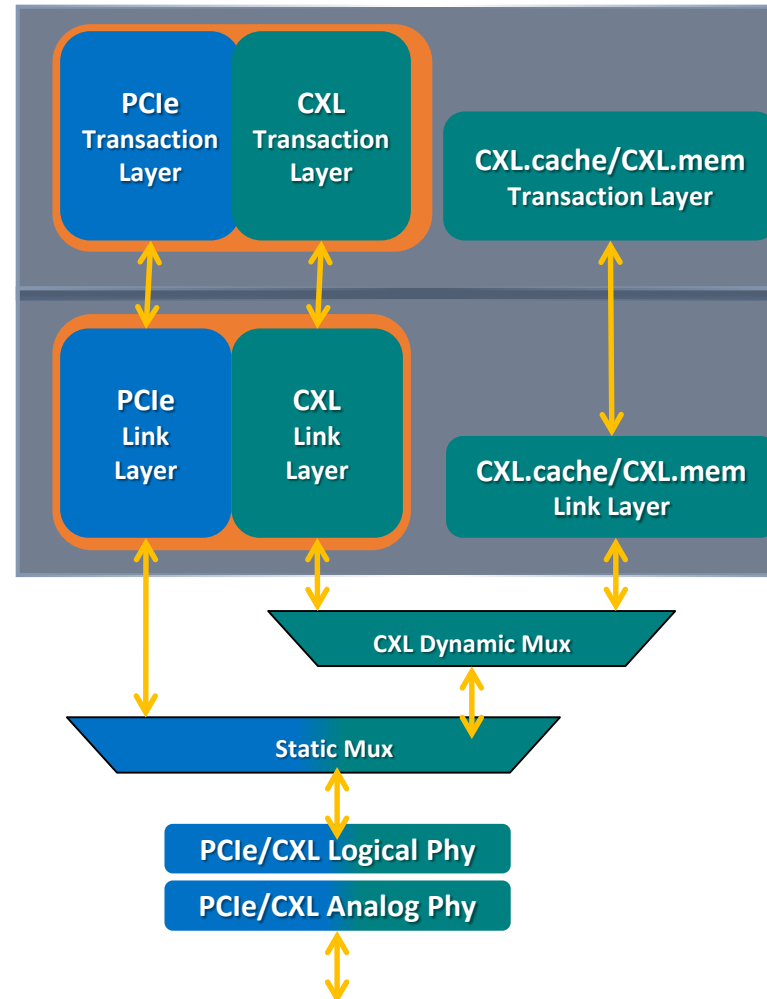 PCIe
Transaction
Layer
CXL
Transaction
Layer
CXL.cache/CXL.mem
Transaction Layer
PCIe
Link
Layer
CXL
Link
Layer
CXL.cache/CXL.mem
Link Layer
CXL Dynamic Mux
Static Mux
PCIe/CXL Logical Phy
PCIe/CXL Analog Phy